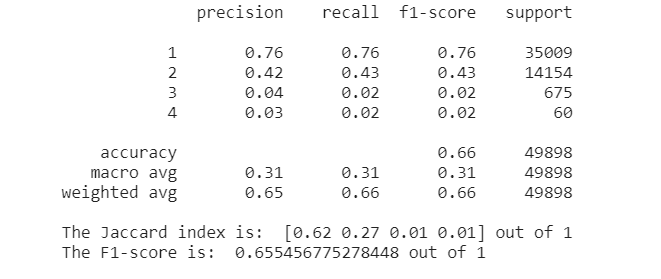 precision recall f1-score support
1 0.76 0.76 0.76 35009
2 0.42 0.43 0.43 14154
3 0.04 0.02 0.02 675
4 0.03 0.02 0.02 60
accuracy 0.66 49898
macro avg 0.31 0.31 0.31 49898
weighted avg 0.65 0.66 0.66 49898
The Jaccard index is: [0.62 0.27 0.01 0.01] out of 1
The F1-score is: 0.655456775278448 out of 1